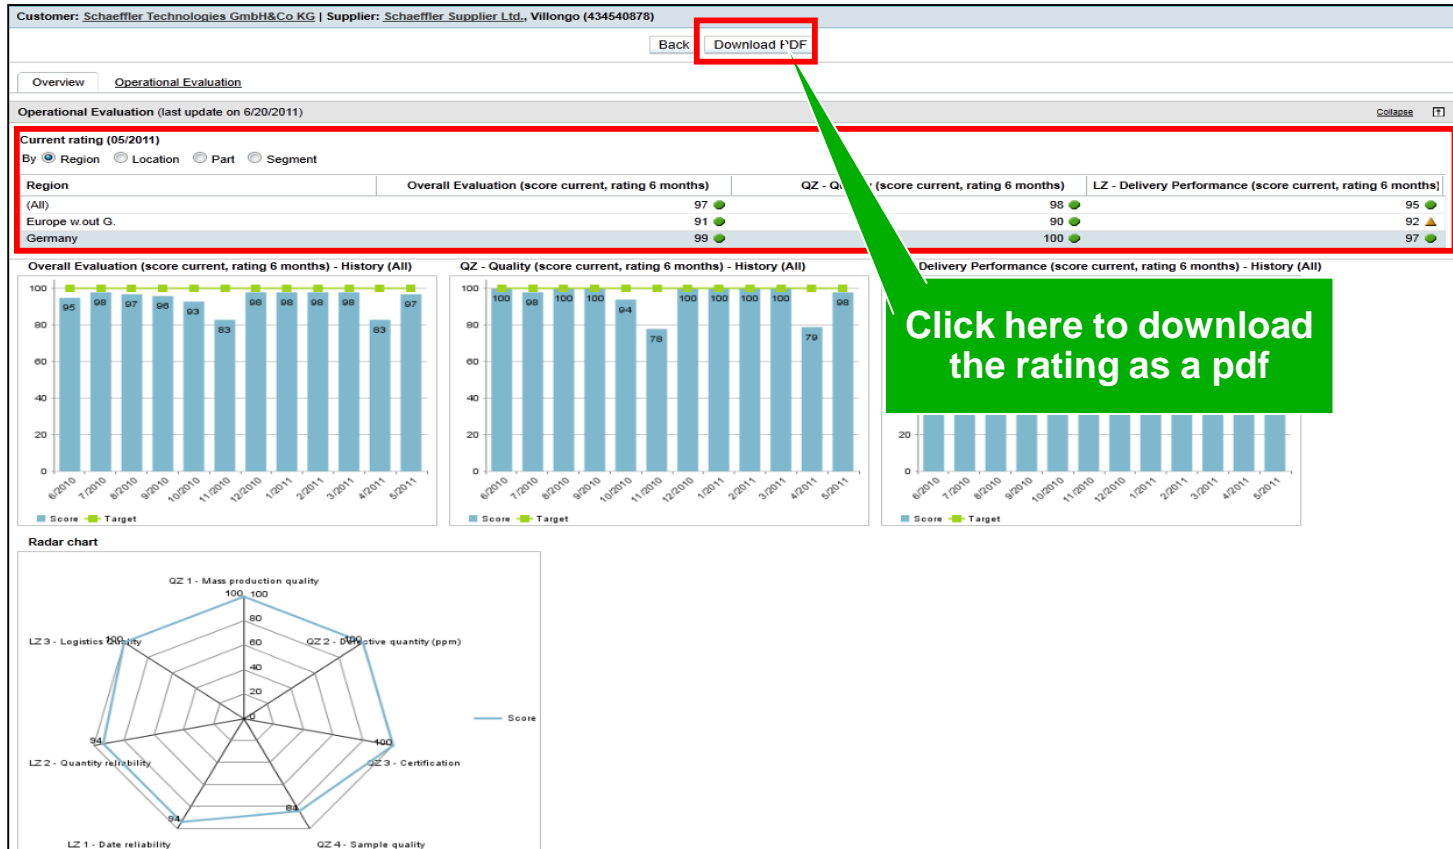 Customer: Schaeffler Technologies GmbH&Co KG | Supplier: Schaeffler Supplier Ltd., Villongo (434540878)
Back Download PDF
Overview Operational Evaluation
Operational Evaluation (last update on 6/20/2011) Collapse
Current rating (05/2011)
By Region Location Part Segment
Region Overall Evaluation (score current, rating 6 months) QZ - Quality (score current, rating 6 months) LZ - Delivery Performance (score current, rating 6 months)
(All) 97 98 95
Europe w.out G. 91 90 92
Germany 99 100 97
Overall Evaluation (score current, rating 6 months) - History (All)
100
80
60
40
20
0
95 98 97 96 93 83 98 98 98 98 83 97
6/2010 7/2010 8/2010 9/2010 10/2010 11/2010 12/2010 1/2011 2/2011 3/2011 4/2011 5/2011
Score Target
QZ - Quality (score current, rating 6 months) - History (All)
100
80
60
40
20
0
100 98 100 100 94 78 100 100 100 100 79 98
6/2010 7/2010 8/2010 9/2010 10/2010 11/2010 12/2010 1/2011 2/2011 3/2011 4/2011 5/2011
Score Target
Delivery Performance (score current, rating 6 months) - History (All)
20
0
6/2010 7/2010 8/2010 9/2010 10/2010 11/2010 12/2010 1/2011 2/2011 3/2011 4/2011 5/2011
Score Target
Click here to download
the rating as a pdf
Radar chart
QZ 1 - Mass production quality
100 100
80
LZ 3 - Logistics Quality 100 60 QZ 2 - Defective quantity (ppm) 100
40
20
0
Score
94 100
LZ 2 - Quantity reliability QZ 3 - Certification
94 84
LZ 1 - Date reliability QZ 4 - Sample quality